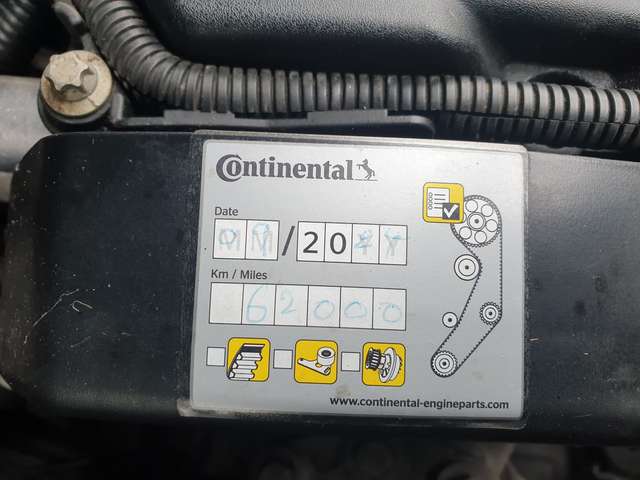 Continental
Date
/20
Km / Miles
62000
www.continental-engineparts.com